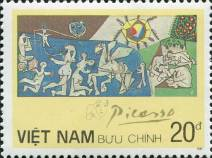 Picasso
VIỆT NAM BƯU CHÍNH 20đ